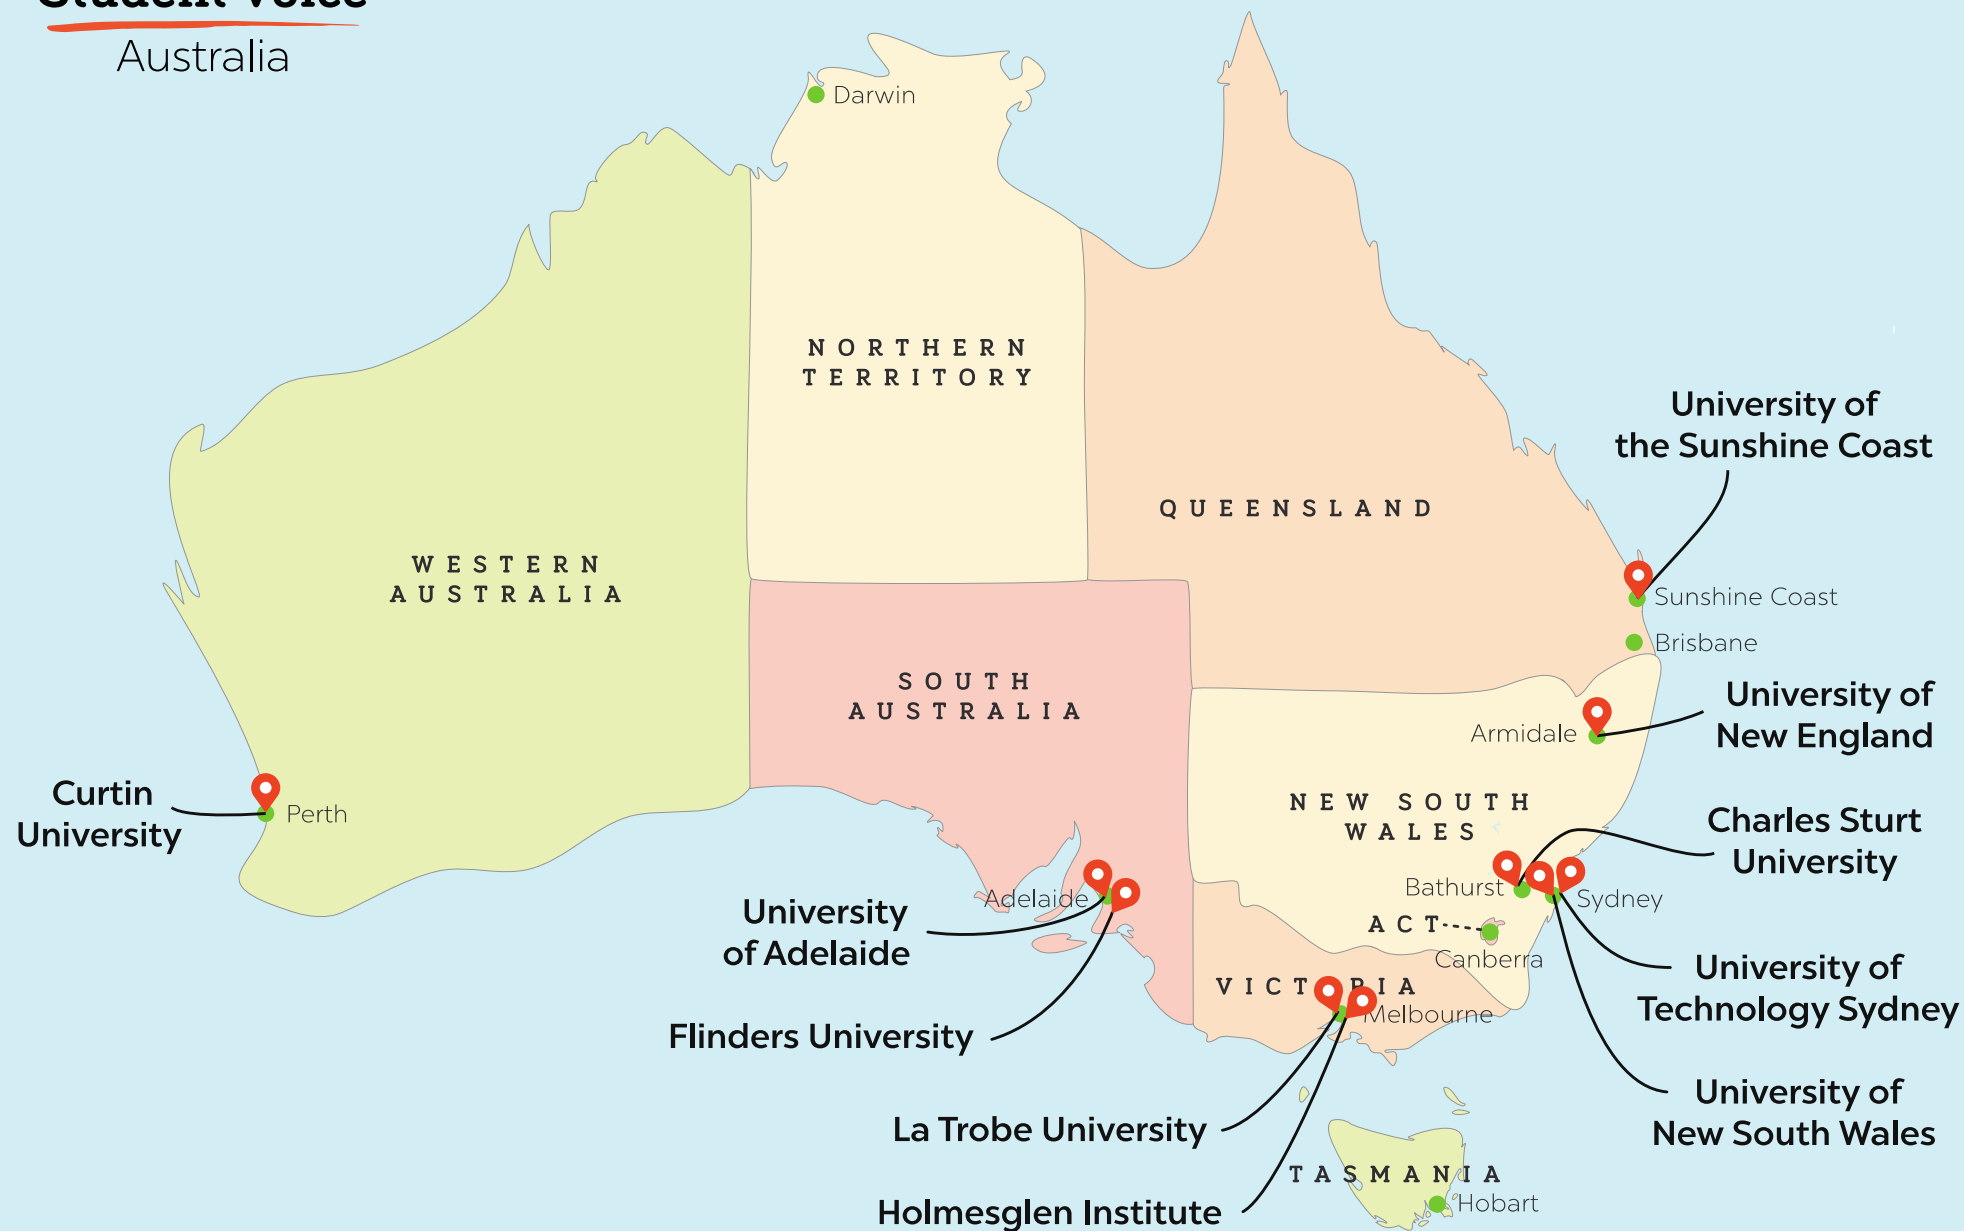 Student Voice
Australia
Darwin
NORTHERN
TERRITORY
QUEENSLAND
WESTERN
AUSTRALIA
SOUTH
AUSTRALIA
University of
the Sunshine Coast
Sunshine Coast
Brisbane
University of
New England
Armidale
NEW SOUTH
WALES
Curtin
University
Perth
Charles Sturt
University
Bathurst
Sydney
Adelaide
University
of Adelaide
ACT
Canberra
University of
Technology Sydney
VICTORIA
Melbourne
Flinders University
University of
New South Wales
La Trobe University
TASMANIA
Hobart
Holmesglen Institute